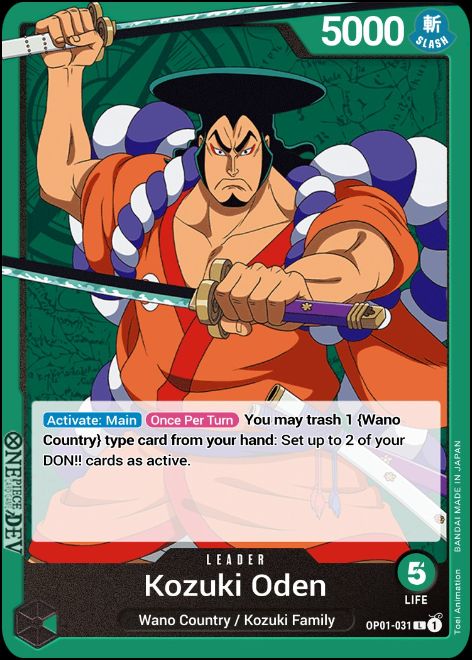 5000
斬
SLASH
Activate: Main Once Per Turn You may trash 1 {Wano
Country} type card from your hand: Set up to 2 of your
DON!! cards as active.
ONE PIECE DEV
LEADER
Kozuki Oden
Wano Country / Kozuki Family
5
LIFE
OP01-031 L 1
Toei Animation BANDAI MADE IN JAPAN